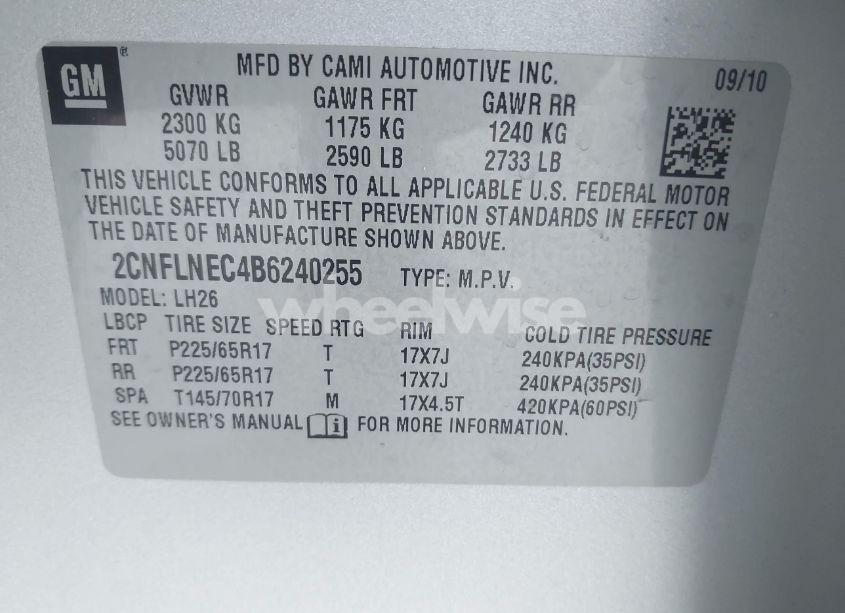 GM ®
MFD BY CAMI AUTOMOTIVE INC. 09/10
GVWR GAWR FRT GAWR RR
2300 KG 1175 KG 1240 KG
5070 LB 2590 LB 2733 LB
THIS VEHICLE CONFORMS TO ALL APPLICABLE U.S. FEDERAL MOTOR
VEHICLE SAFETY AND THEFT PREVENTION STANDARDS IN EFFECT ON
THE DATE OF MANUFACTURE SHOWN ABOVE.
2CNFLNEC4B6240255 TYPE: M.P.V.
MODEL: LH26
wheelwise
LBCP TIRE SIZE SPEED RTG RIM COLD TIRE PRESSURE
FRT P225/65R17 T 17X7J 240KPA(35PSI)
RR P225/65R17 T 17X7J 240KPA(35PSI)
SPA T145/70R17 M 17X4.5T 420KPA(60PSI)
SEE OWNER'S MANUAL i FOR MORE INFORMATION.